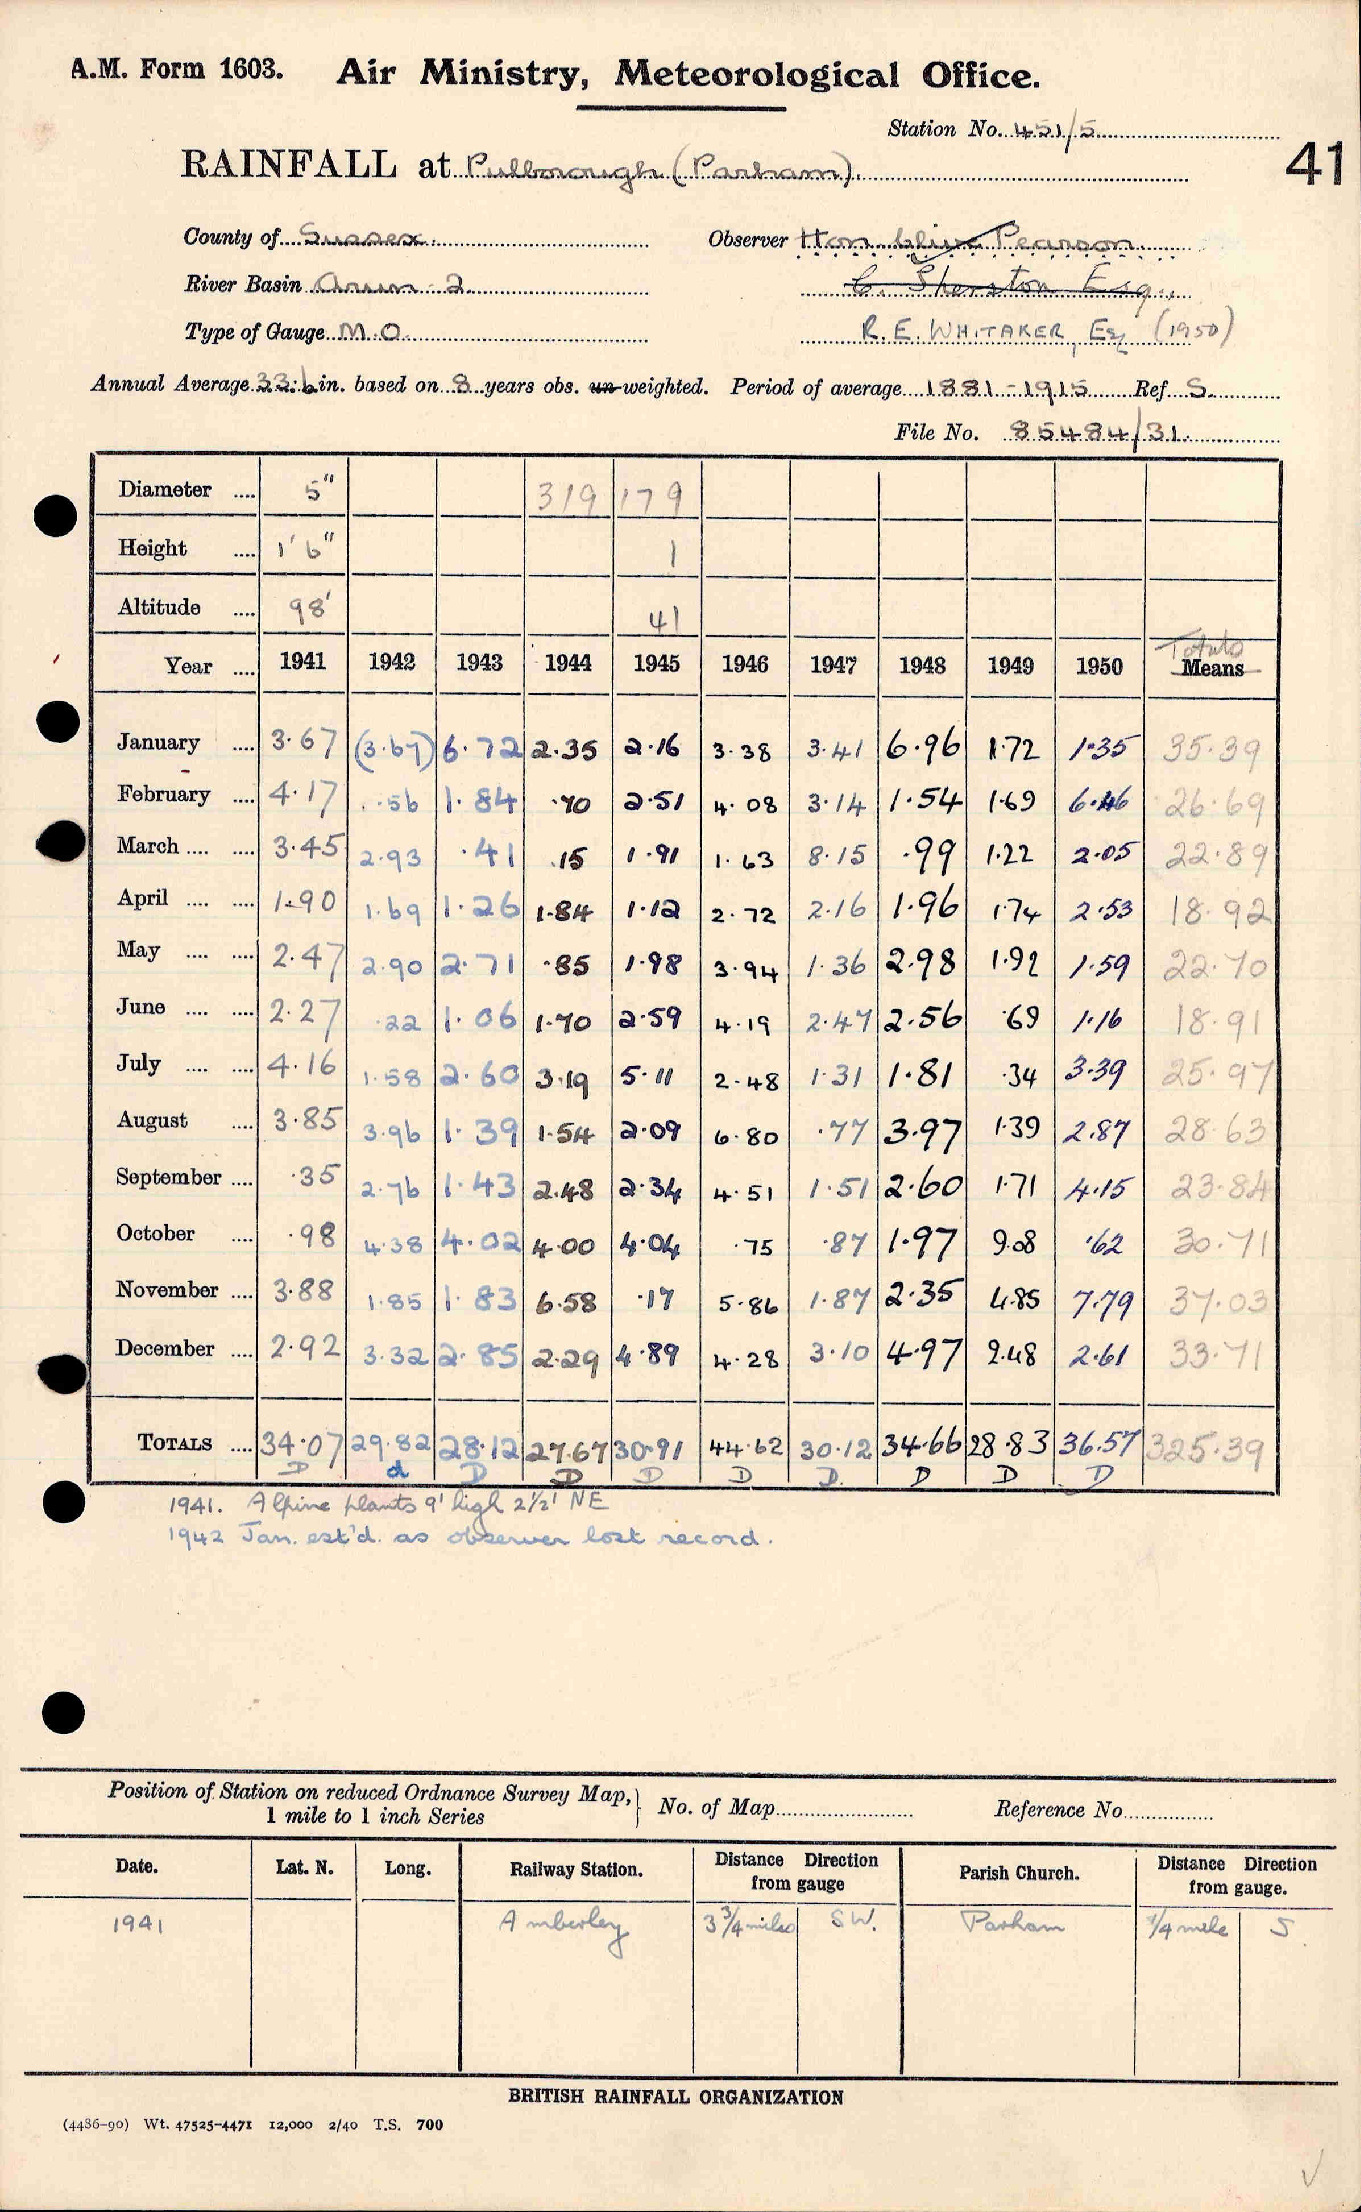 A.M. Form 1603. Air Ministry, Meteorological Office.
Station No. 451/5
41
RAINFALL at Pulborough (Parham).
County of Sussex. Observer Hon. Clive Pearson
River Basin Arun 2. C. Sherston Esq.,
Type of Gauge M.O. R.E. WHITAKER, Esq (1950)
Annual Average 33.6 in. based on 8 years obs. un-weighted. Period of average 1881-1915 Ref S.
File No. 85484/31.
Diameter .... 5" 319 179
Height .... 1' 6" 1
Altitude .... 98' 41
Totals
Year .... 1941 1942 1943 1944 1945 1946 1947 1948 1949 1950 Means
January .... 3.67 (3.67) 6.72 2.35 2.16 3.38 3.41 6.96 1.72 1.35 35.39
February .... 4.17 .56 1.84 .70 2.51 4.08 3.14 1.54 1.69 6.46 26.69
March .... .... 3.45 2.93 .41 .15 1.91 1.63 8.15 .99 1.22 2.05 22.89
April .... .... 1.90 1.69 1.26 1.84 1.12 2.72 2.16 1.96 1.74 2.53 18.92
May .... .... 2.47 2.90 2.71 .85 1.98 3.94 1.36 2.98 1.92 1.59 22.70
June .... .... 2.27 .22 1.06 1.70 2.59 4.19 2.47 2.56 .69 1.16 18.91
July .... .... 4.16 1.58 2.60 3.19 5.11 2.48 1.31 1.81 .34 3.39 25.97
August .... 3.85 3.96 1.39 1.54 2.09 6.80 .77 3.97 1.39 2.87 28.63
September .... .35 2.76 1.43 2.48 2.34 4.51 1.51 2.60 1.71 4.15 23.84
October .... .98 4.38 4.02 4.00 4.04 .75 .87 1.97 9.08 .62 30.71
November .... 3.88 1.85 1.83 6.58 .17 5.86 1.87 2.35 4.85 7.79 37.03
December .... 2.92 3.32 2.85 2.29 4.89 4.28 3.10 4.97 2.48 2.61 33.71
TOTALS .... 34.07 29.82 28.12 27.67 30.91 44.62 30.12 34.66 28.83 36.57 325.39
D d D D D D D. D D D
1941. Alpine plants 9' high 2½' NE
1942 Jan. est'd. as observer lost record.
Position of Station on reduced Ordnance Survey Map,
1 mile to 1 inch Series
No. of Map Reference No.
Date. Lat. N. Long. Railway Station. Distance Direction from gauge Parish Church. Distance Direction from gauge.
1941 Amberley 3¾ miles SW. Parham ¼ mile S.
BRITISH RAINFALL ORGANIZATION
(4486-90) Wt. 47525-4471 12,000 2/40 T.S. 700